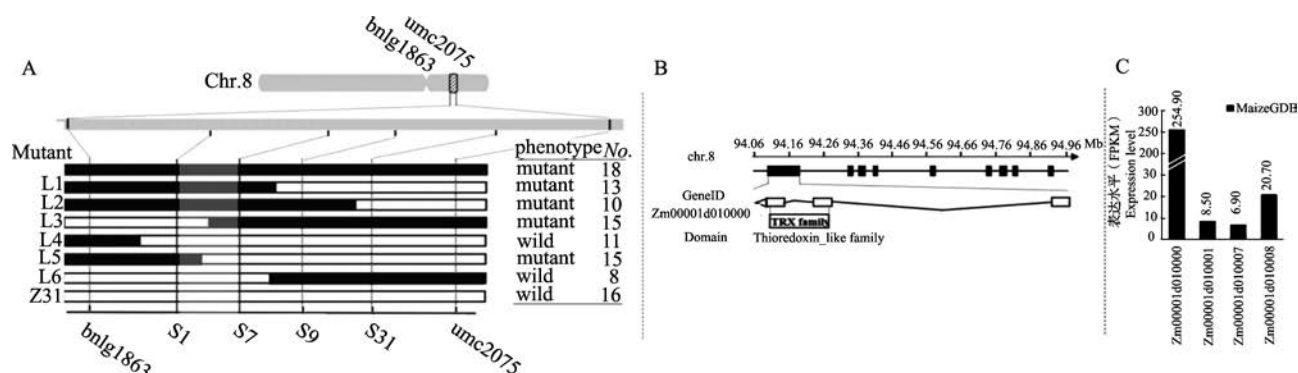 A
bnlg1863
umc2075
Chr.8
Mutant
phenotype No.
mutant 18
L1 mutant 13
L2 mutant 10
L3 mutant 15
L4 wild 11
L5 mutant 15
L6 wild 8
Z31 wild 16
bnlg1863 S1 S7 S9 S31 umc2075
B
94.06 94.16 94.26 94.36 94.46 94.56 94.66 94.76 94.86 94.96 Mb
chr.8
GeneID
Zm00001d010000
TRX family
Domain Thioredoxin_like family
C
表达水平(FPKM)
Expression level
300
250
200
20
10
0
254.90
8.50
6.90
20.70
MaizeGDB
Zm00001d010000
Zm00001d010001
Zm00001d010007
Zm00001d010008